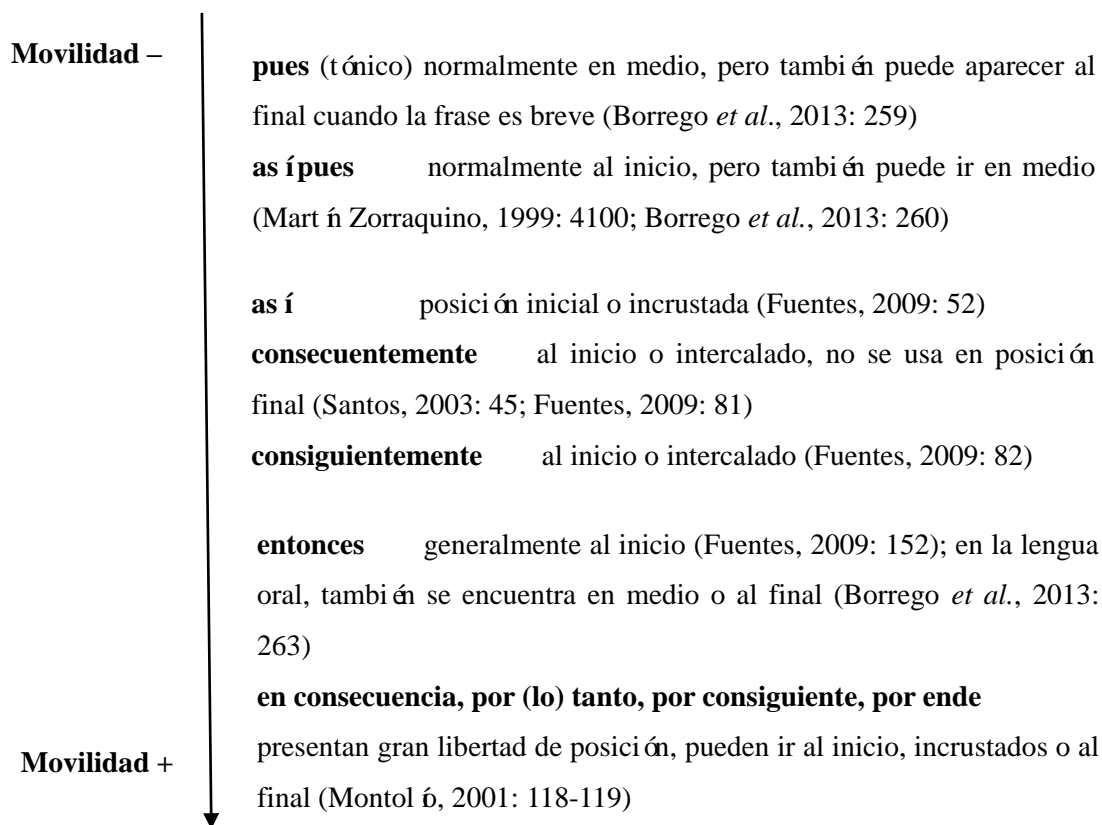 Movilidad –
pues (tónico) normalmente en medio, pero también puede aparecer al
final cuando la frase es breve (Borrego et al., 2013: 259)
así pues normalmente al inicio, pero también puede ir en medio
(Martín Zorraquino, 1999: 4100; Borrego et al., 2013: 260)
así posición inicial o incrustada (Fuentes, 2009: 52)
consecuentemente al inicio o intercalado, no se usa en posición
final (Santos, 2003: 45; Fuentes, 2009: 81)
consiguientemente al inicio o intercalado (Fuentes, 2009: 82)
entonces generalmente al inicio (Fuentes, 2009: 152); en la lengua
oral, también se encuentra en medio o al final (Borrego et al., 2013:
263)
en consecuencia, por (lo) tanto, por consiguiente, por ende
presentan gran libertad de posición, pueden ir al inicio, incrustados o al
Movilidad +
final (Montolío, 2001: 118-119)